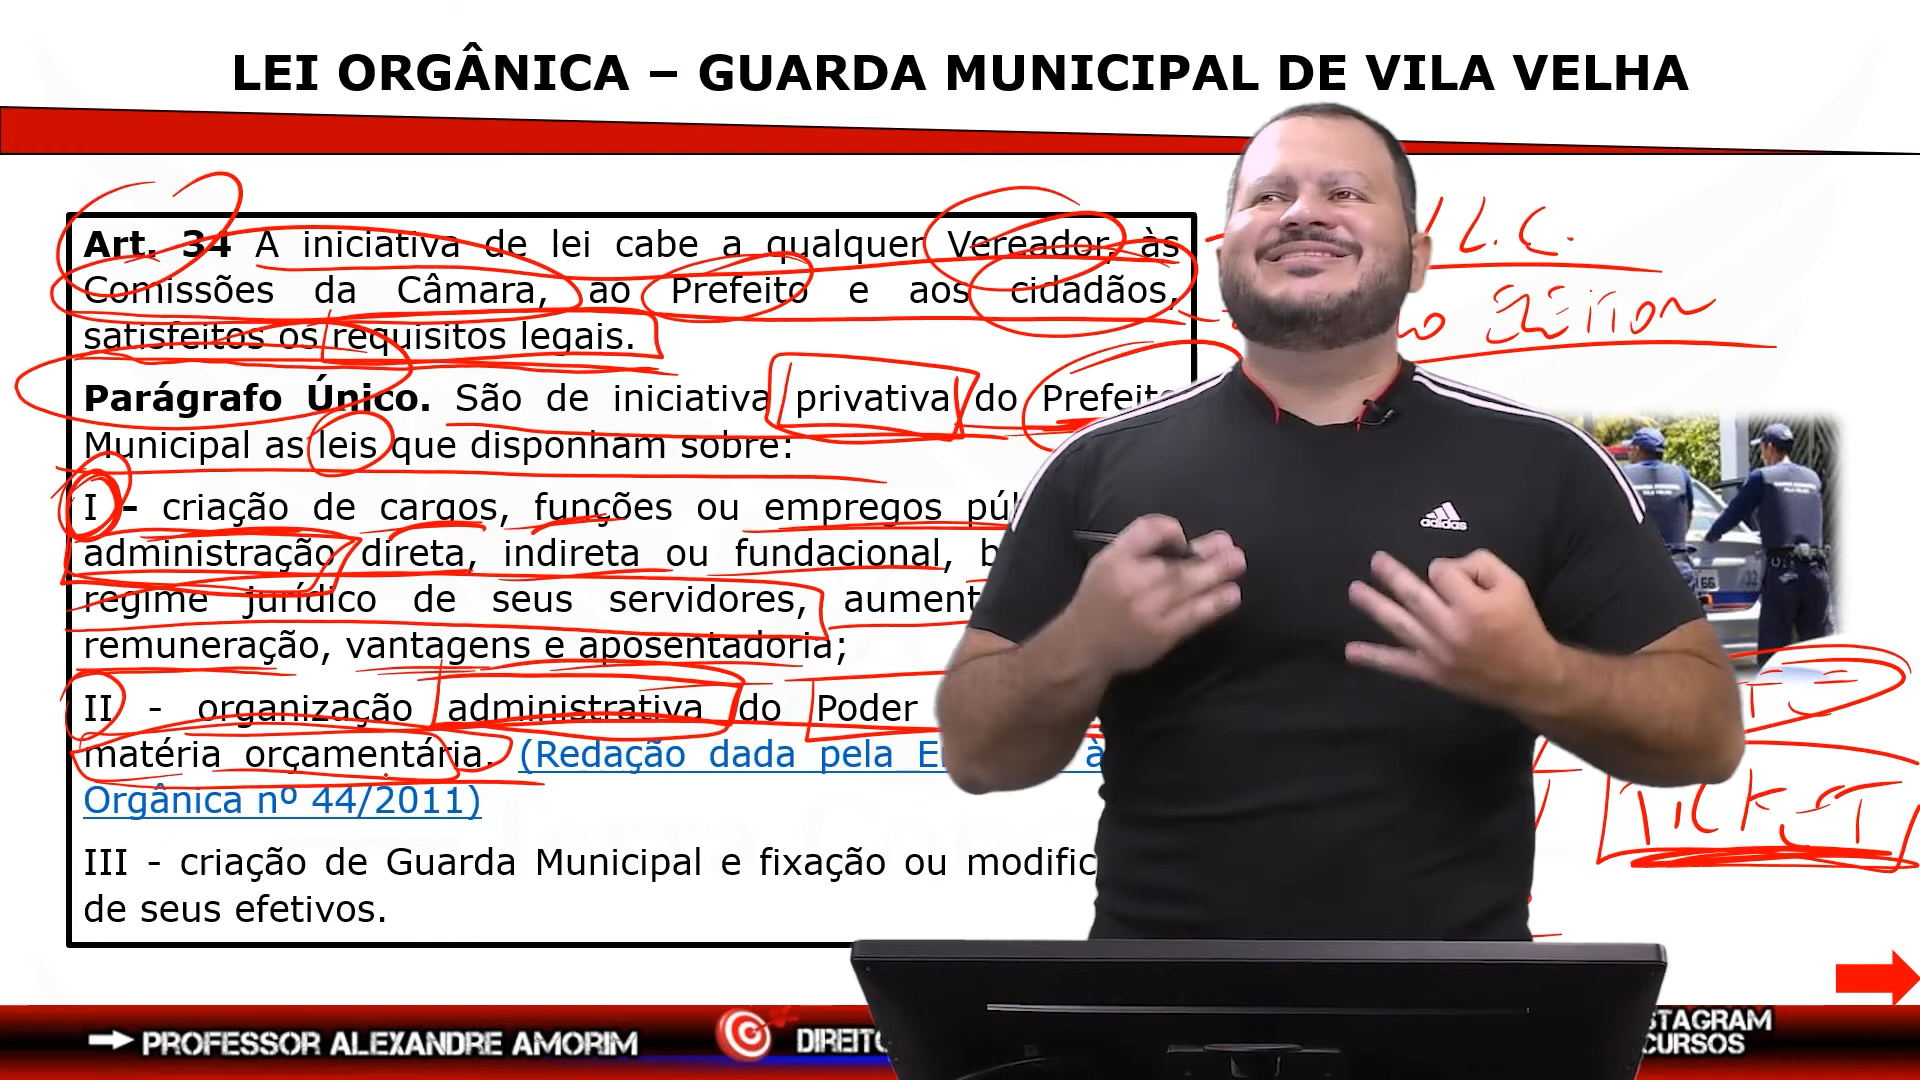 LEI ORGÂNICA – GUARDA MUNICIPAL DE VILA VELHA
Art. 34 A iniciativa de lei cabe a qualquer Vereador, às
Comissões da Câmara, ao Prefeito e aos cidadãos,
satisfeitos os requisitos legais.
Parágrafo Único. São de iniciativa privativa do Prefeito
Municipal as leis que disponham sobre:
I - criação de cargos, funções ou empregos
administração direta, indireta ou fundacional,
regime jurídico de seus servidores,
remuneração, vantagens e aposentadoria;
II - organização administrativa do Poder
matéria orçamentária. (Redação dada pela
Orgânica nº 44/2011)
III - criação de Guarda Municipal e fixação ou
de seus efetivos.
L.C.
TICKET
adidas
PROFESSOR ALEXANDRE AMORIM